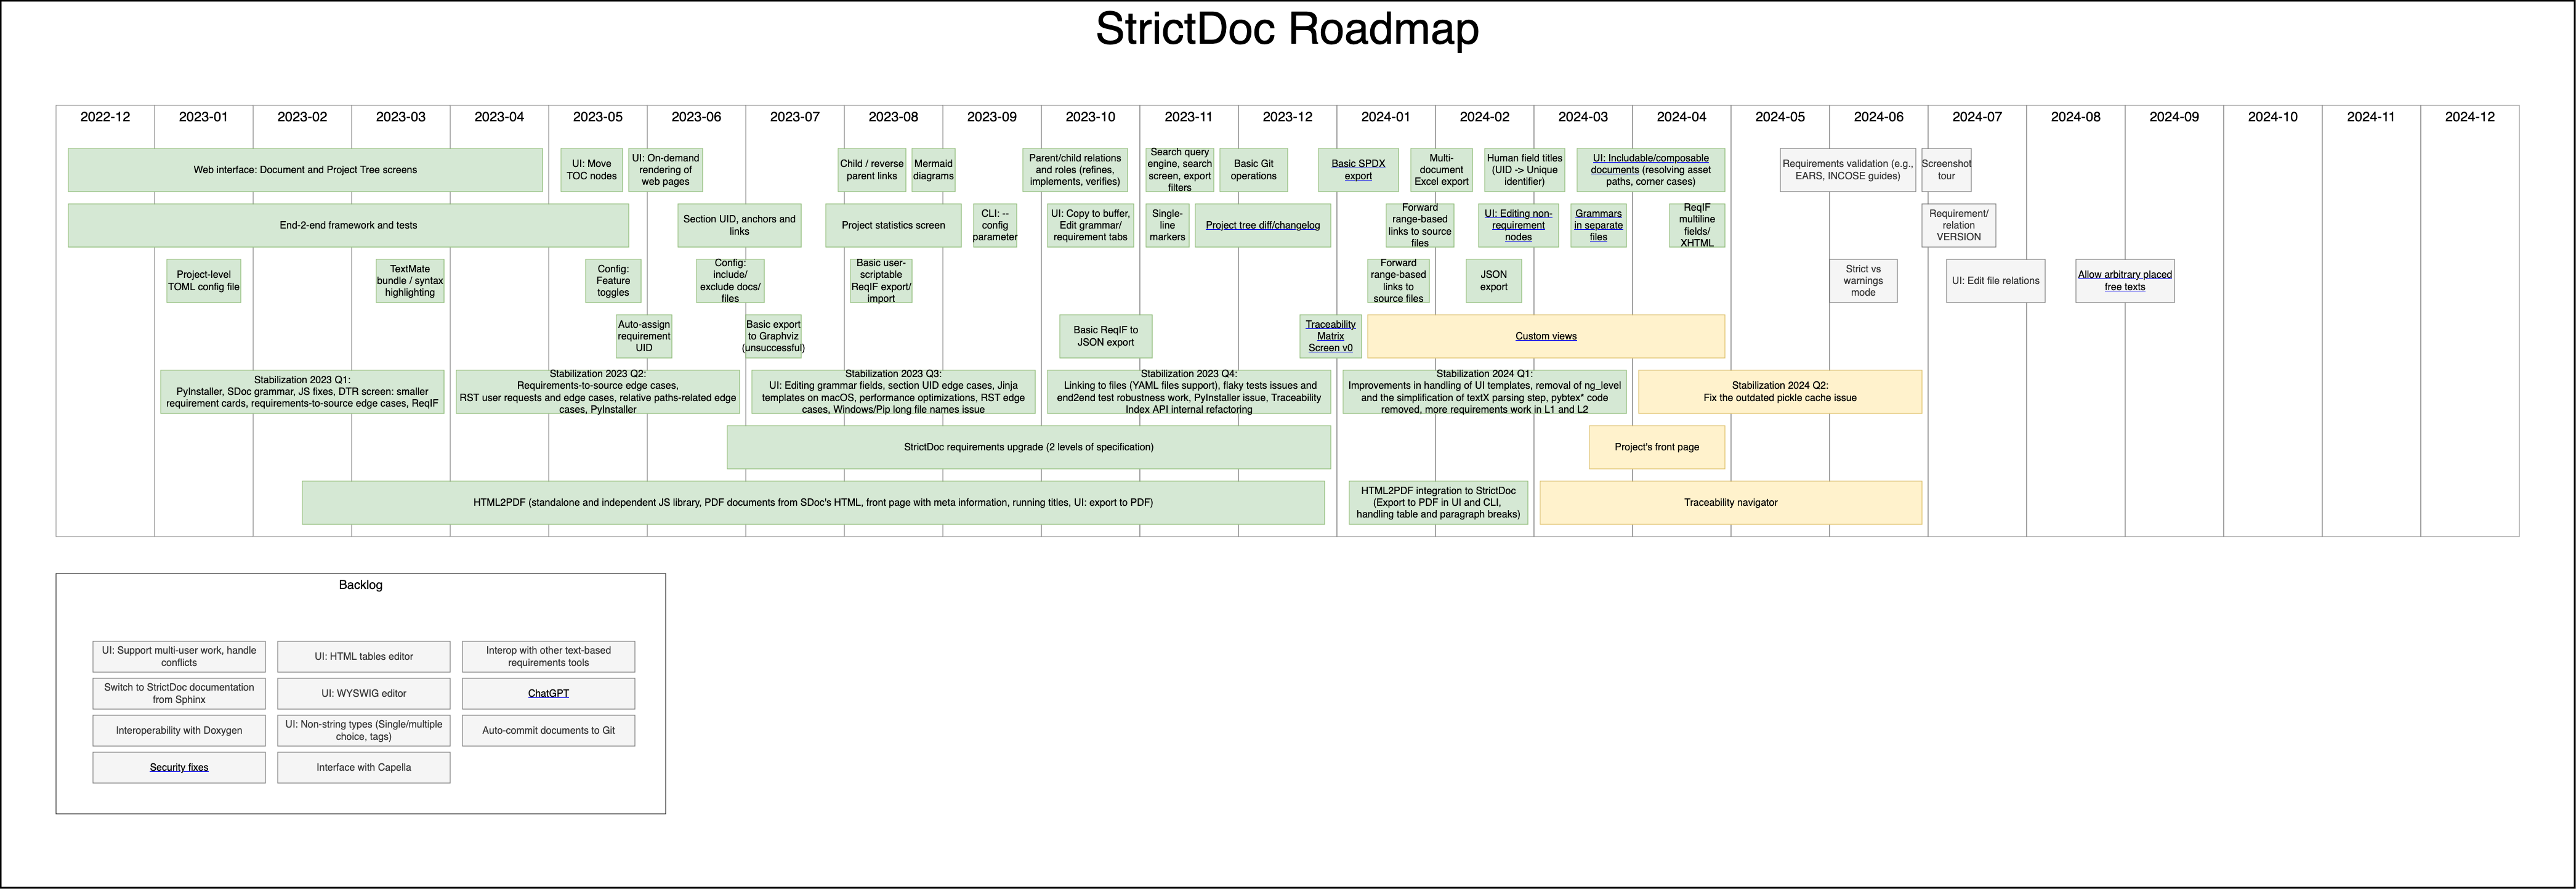 StrictDoc Roadmap
2022-12
2023-01
2023-02
2023-03
2023-04
2023-05
2023-06
2023-07
2023-08
2023-09
2023-10
2023-11
2023-12
2024-01
2024-02
2024-03
2024-04
2024-05
2024-06
2024-07
2024-08
2024-09
2024-10
2024-11
2024-12
Web interface: Document and Project Tree screens
UI: Move
TOC nodes
UI: On-demand
rendering of
web pages
Child / reverse
parent links
Mermaid
diagrams
Parent/child relations
and roles (refines,
implements, verifies)
Search query
engine, search
screen, export
filters
Basic Git
operations
Basic SPDX
export
Multi-
document
Excel export
Human field titles
(UID -> Unique
identifier)
UI: Includable/composable
documents (resolving asset
paths, corner cases)
Requirements validation (e.g.,
EARS, INCOSE guides)
Screenshot
tour
End-2-end framework and tests
Section UID, anchors and
links
Project statistics screen
CLI: --
config
parameter
UI: Copy to buffer,
Edit grammar/
requirement tabs
Single-
line
markers
Project tree diff/changelog
Forward
range-based
links to source
files
UI: Editing non-
requirement
nodes
Grammars
in separate
files
ReqIF
multiline
fields/
XHTML
Requirement/
relation
VERSION
Project-level
TOML config file
TextMate
bundle / syntax
highlighting
Config:
Feature
toggles
Config:
include/
exclude docs/
files
Basic user-
scriptable
ReqIF export/
import
Forward
range-based
links to
source files
JSON
export
Strict vs
warnings
mode
UI: Edit file relations
Allow arbitrary placed
free texts
Auto-assign
requirement
UID
Basic export
to Graphviz
(unsuccessful)
Basic ReqIF to
JSON export
Traceability
Matrix
Screen v0
Custom views
Stabilization 2023 Q1:
PyInstaller, SDoc grammar, JS fixes, DTR screen: smaller
requirement cards, requirements-to-source edge cases, ReqIF
Stabilization 2023 Q2:
Requirements-to-source edge cases,
RST user requests and edge cases, relative paths-related edge
cases, PyInstaller
Stabilization 2023 Q3:
UI: Editing grammar fields, section UID edge cases, Jinja
templates on macOS, performance optimizations, RST edge
cases, Windows/Pip long file names issue
Stabilization 2023 Q4:
Linking to files (YAML files support), flaky tests issues and
end2end test robustness work, PyInstaller issue, Traceability
Index API internal refactoring
Stabilization 2024 Q1:
Improvements in handling of UI templates, removal of ng_level
and the simplification of textX parsing step, pybtex* code
removed, more requirements work in L1 and L2
Stabilization 2024 Q2:
Fix the outdated pickle cache issue
StrictDoc requirements upgrade (2 levels of specification)
Project's front page
HTML2PDF (standalone and independent JS library, PDF documents from SDoc's HTML, front page with meta information, running titles, UI: export to PDF)
HTML2PDF integration to StrictDoc
(Export to PDF in UI and CLI,
handling table and paragraph breaks)
Traceability navigator
Backlog
UI: Support multi-user work, handle
conflicts
UI: HTML tables editor
Interop with other text-based
requirements tools
Switch to StrictDoc documentation
from Sphinx
UI: WYSWIG editor
ChatGPT
Interoperability with Doxygen
UI: Non-string types (Single/multiple
choice, tags)
Auto-commit documents to Git
Security fixes
Interface with Capella